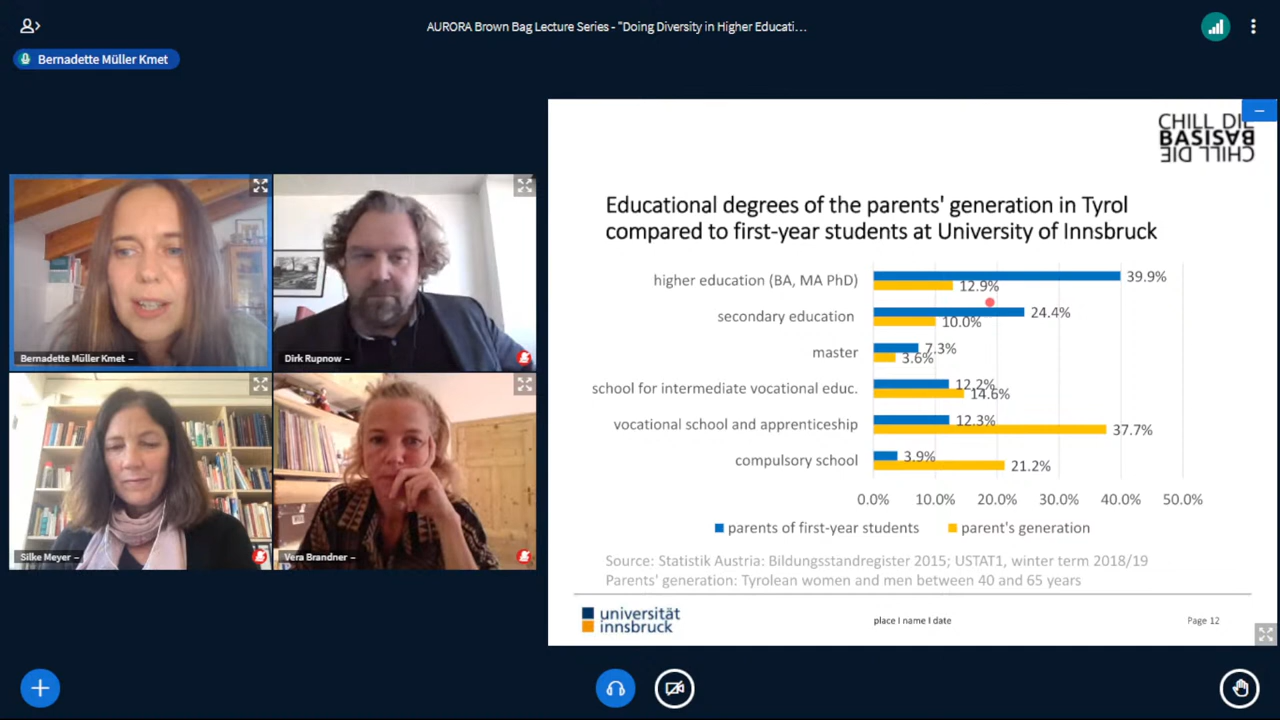 AURORA Brown Bag Lecture Series - "Doing Diversity in Higher Educati...
Bernadette Müller Kmet
Bernadette Müller Kmet –
Dirk Rupnow –
Silke Meyer –
Vera Brandner –
CHILL DIE
BASIS
CHILL DIE
Educational degrees of the parents' generation in Tyrol
compared to first-year students at University of Innsbruck
higher education (BA, MA PhD)
39.9%
12.9%
secondary education
24.4%
10.0%
master
7.3%
3.6%
school for intermediate vocational educ.
12.2%
14.6%
vocational school and apprenticeship
12.3%
37.7%
compulsory school
3.9%
21.2%
0.0% 10.0% 20.0% 30.0% 40.0% 50.0%
parents of first-year students parent's generation
Source: Statistik Austria: Bildungsstandregister 2015; USTAT1, winter term 2018/19
Parents' generation: Tyrolean women and men between 40 and 65 years
universität
innsbruck
place I name I date
Page 12